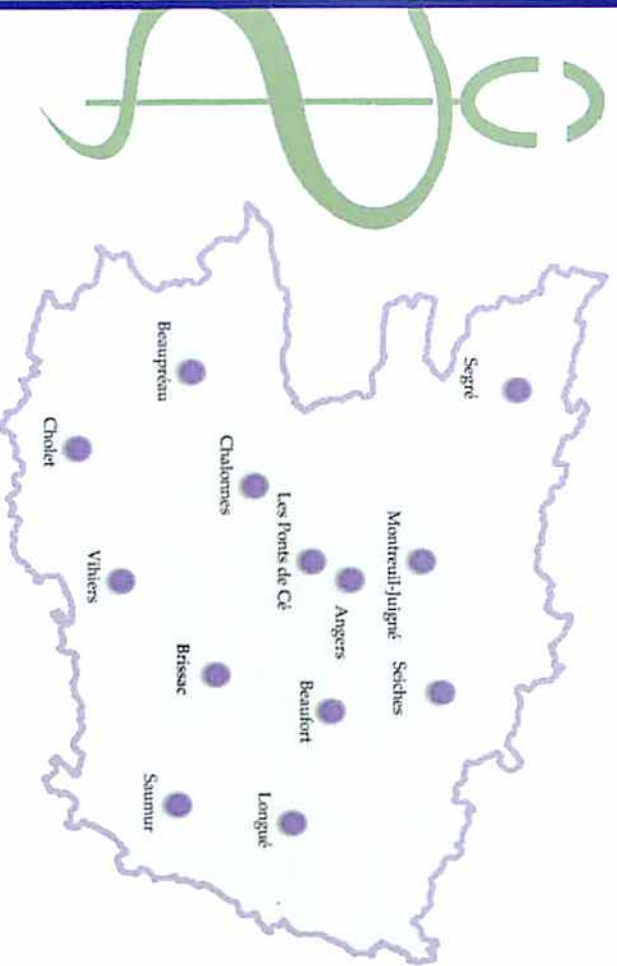 Segré
Montreuil-Juigné
Seiches
Angers
Les Ponts de Cé
Beaufort
Chalonnes
Longué
Beaupréau
Brissac
Saumur
Vihiers
Cholet